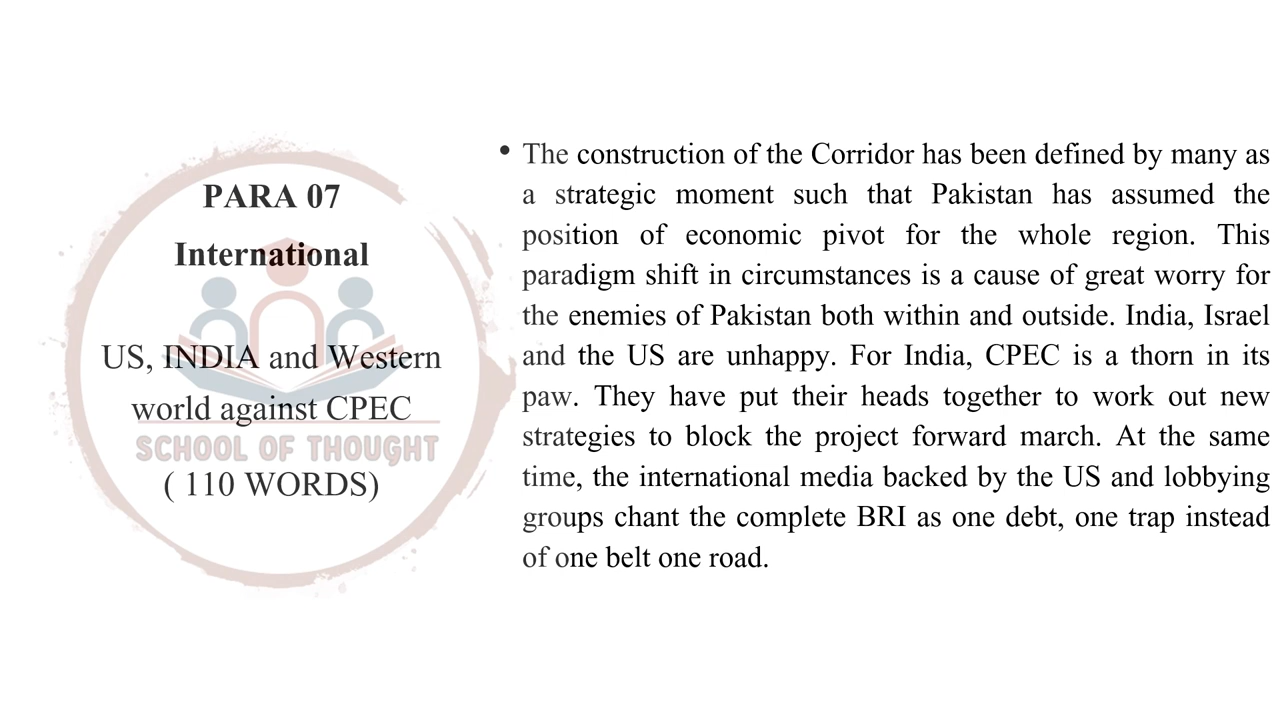 PARA 07
International
US, INDIA and Western
world against CPEC
SCHOOL OF THOUGHT
( 110 WORDS)
• The construction of the Corridor has been defined by many as
a strategic moment such that Pakistan has assumed the
position of economic pivot for the whole region. This
paradigm shift in circumstances is a cause of great worry for
the enemies of Pakistan both within and outside. India, Israel
and the US are unhappy. For India, CPEC is a thorn in its
paw. They have put their heads together to work out new
strategies to block the project forward march. At the same
time, the international media backed by the US and lobbying
groups chant the complete BRI as one debt, one trap instead
of one belt one road.